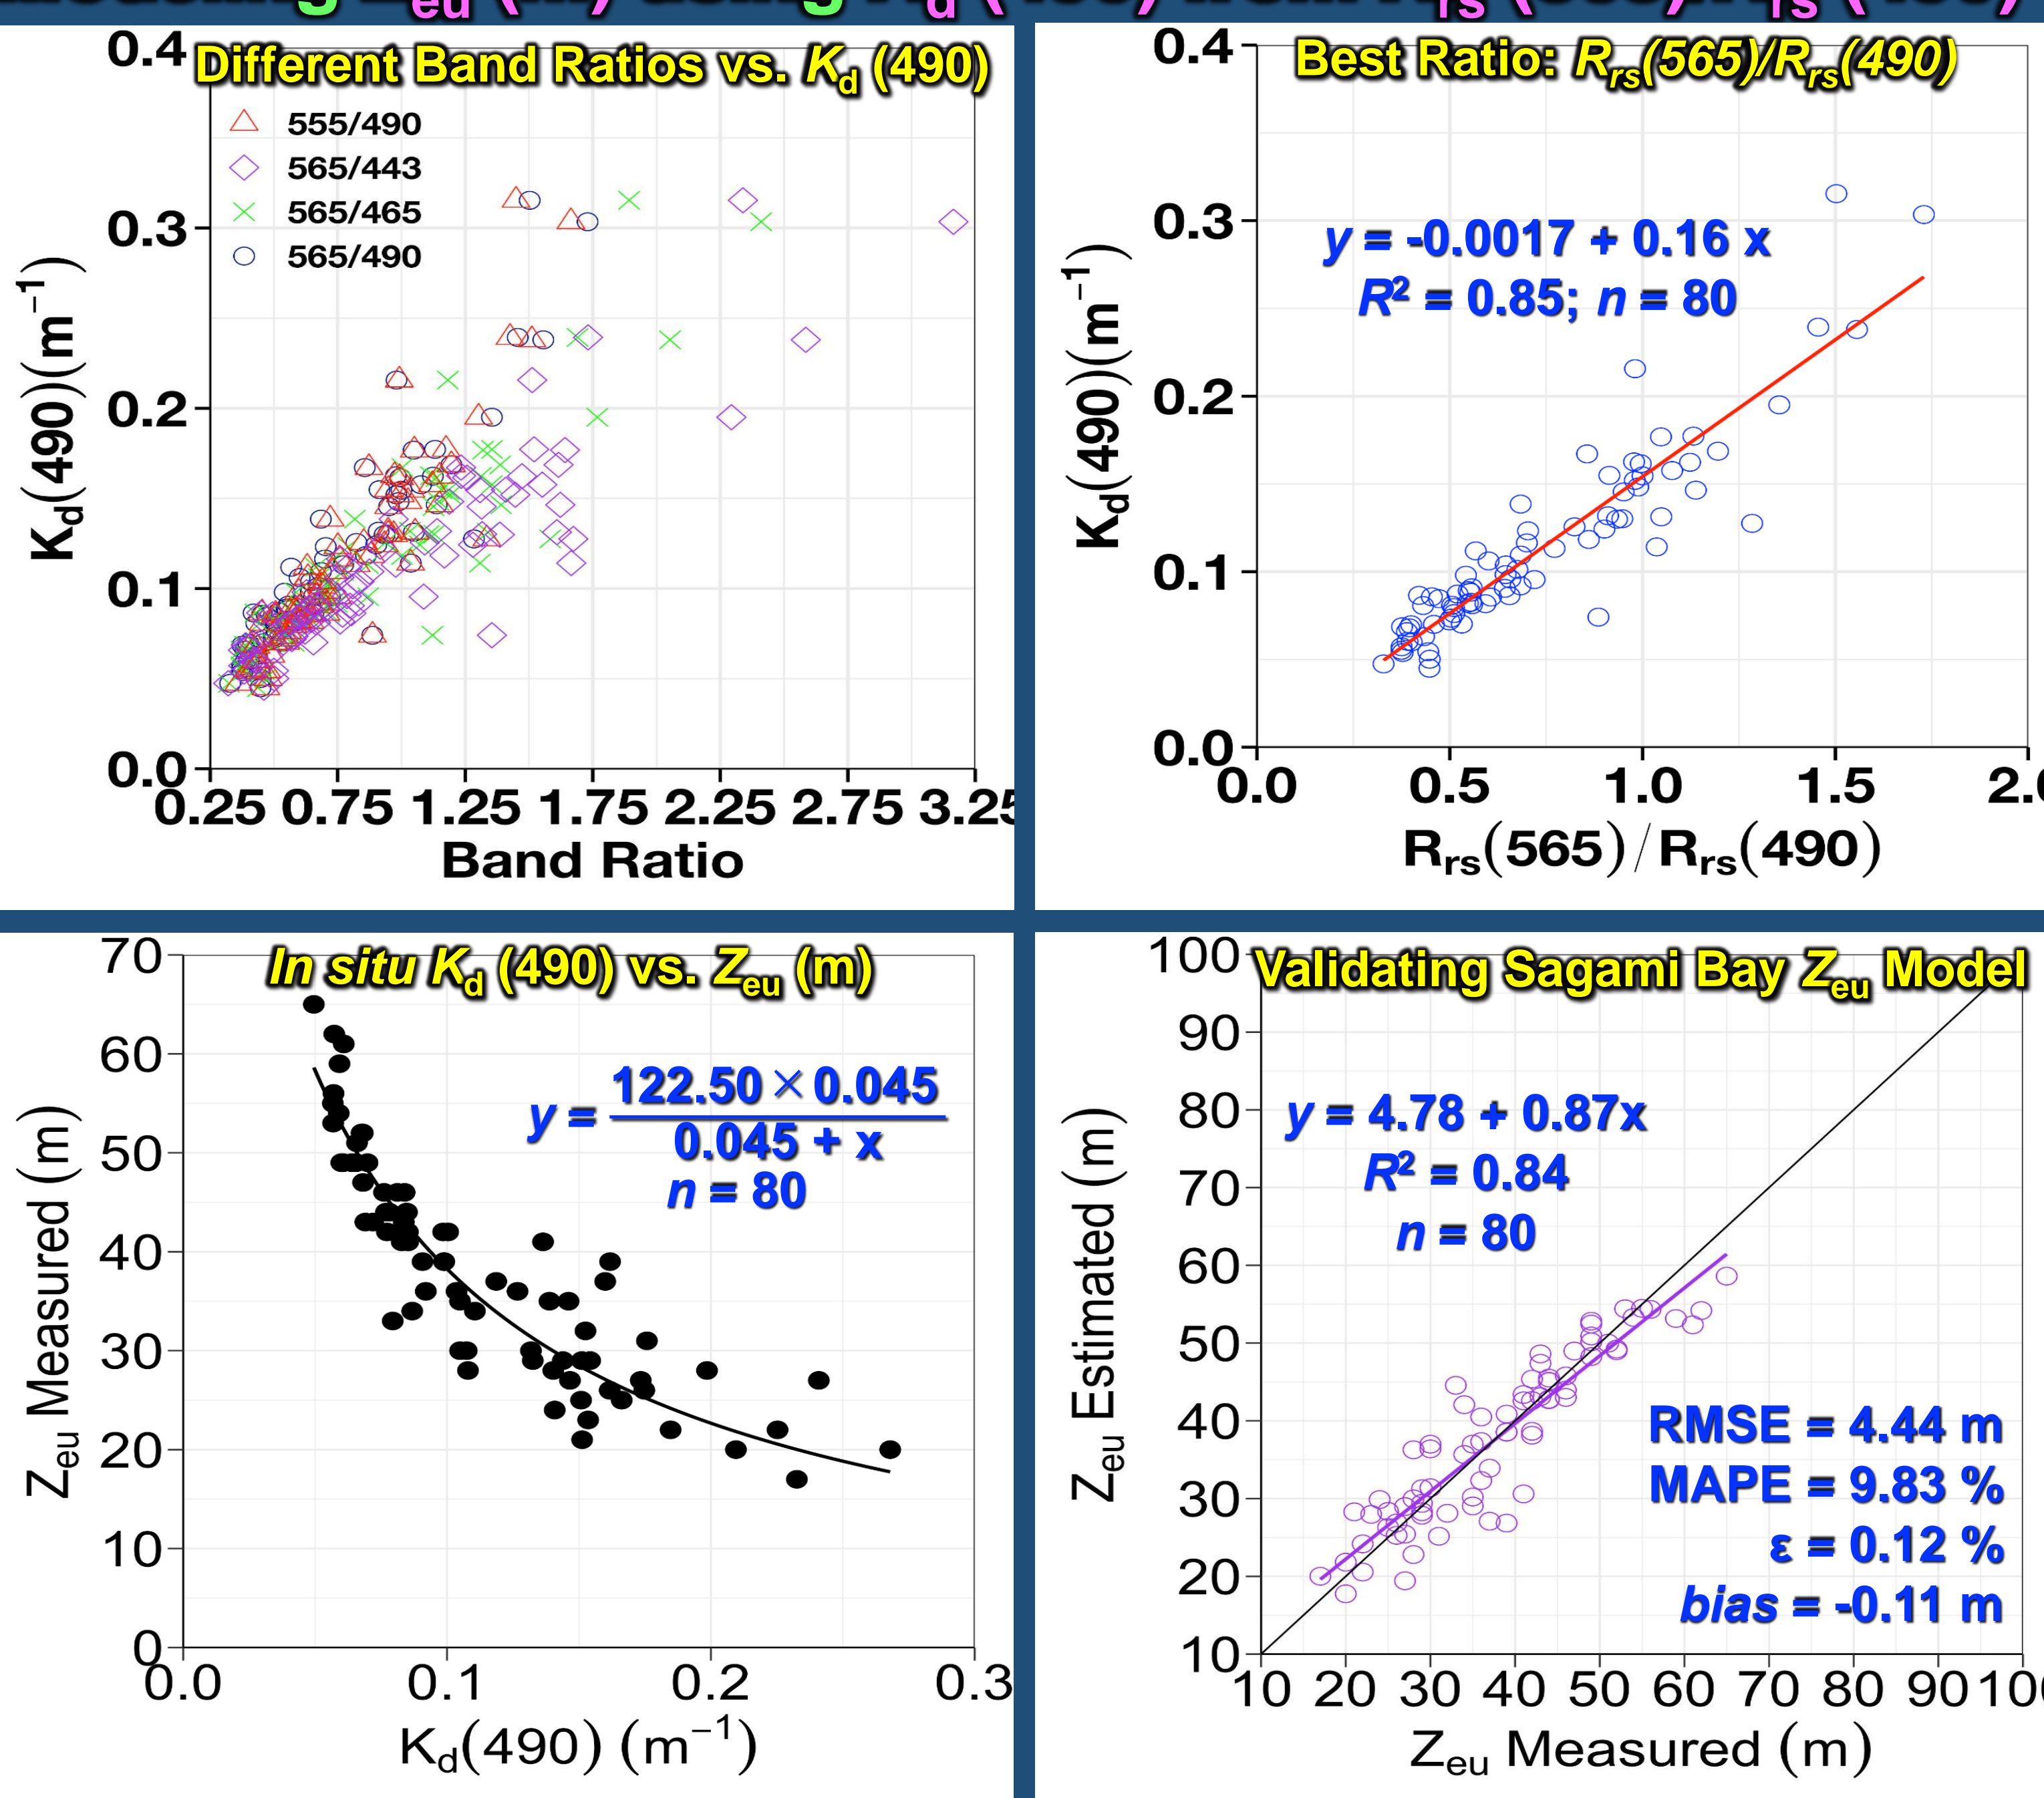 Different Band Ratios vs. Kd (490)
0.4
0.3
0.2
0.1
0.0
Kd(490)(m−1)
555/490
565/443
565/465
565/490
0.25 0.75 1.25 1.75 2.25 2.75 3.25
Band Ratio
Best Ratio: Rrs(565)/Rrs(490)
0.4
0.3
0.2
0.1
0.0
Kd(490)(m−1)
y = -0.0017 + 0.16 x
R2 = 0.85; n = 80
0.0 0.5 1.0 1.5
Rrs(565)/Rrs(490)
In situ Kd (490) vs. Zeu (m)
70
60
50
40
30
20
10
0
Zeu Measured (m)
y = 122.50 × 0.045
0.045 + x
n = 80
0.0 0.1 0.2 0.3
Kd(490) (m−1)
Validating Sagami Bay Zeu Model
100
90
80
70
60
50
40
30
20
10
Zeu Estimated (m)
y = 4.78 + 0.87x
R2 = 0.84
n = 80
RMSE = 4.44 m
MAPE = 9.83 %
ε = 0.12 %
bias = -0.11 m
10 20 30 40 50 60 70 80 90 100
Zeu Measured (m)